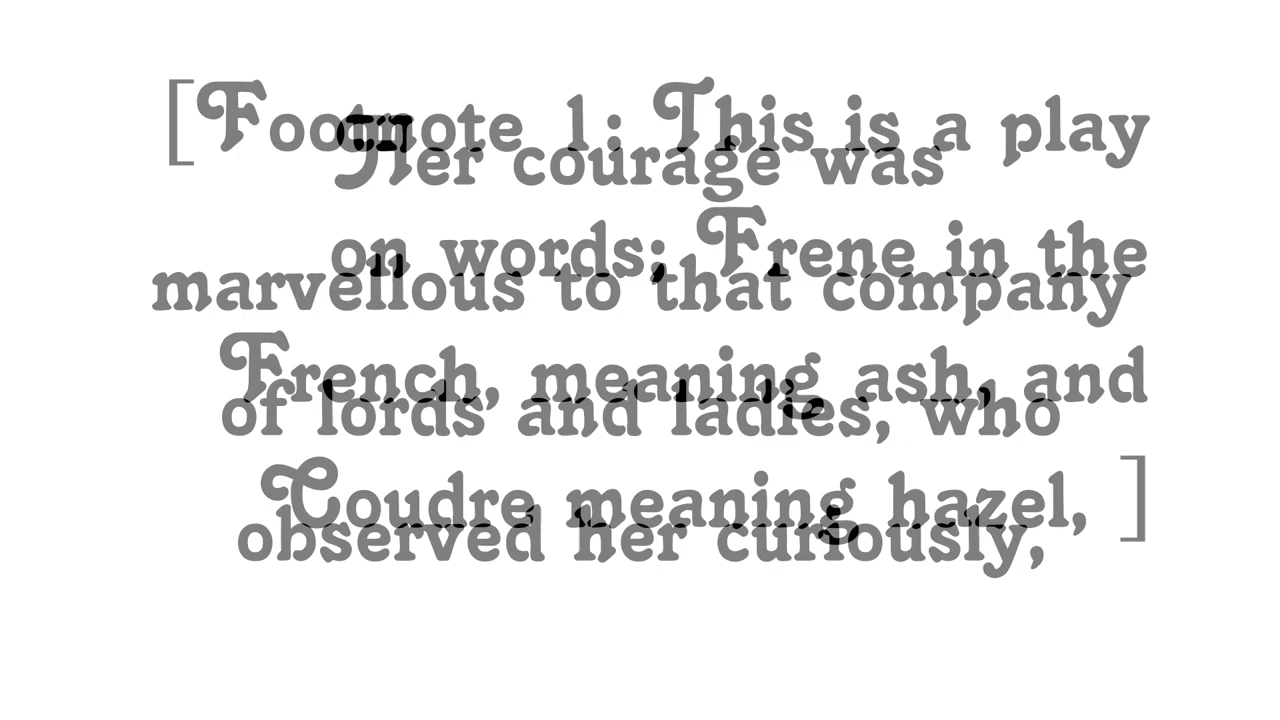 [Footnote 1: This is a play
on words; Frene in the
French, meaning ash, and
Coudre meaning hazel, ]
Her courage was
marvellous to that company
of lords and ladies, who
observed her curiously,